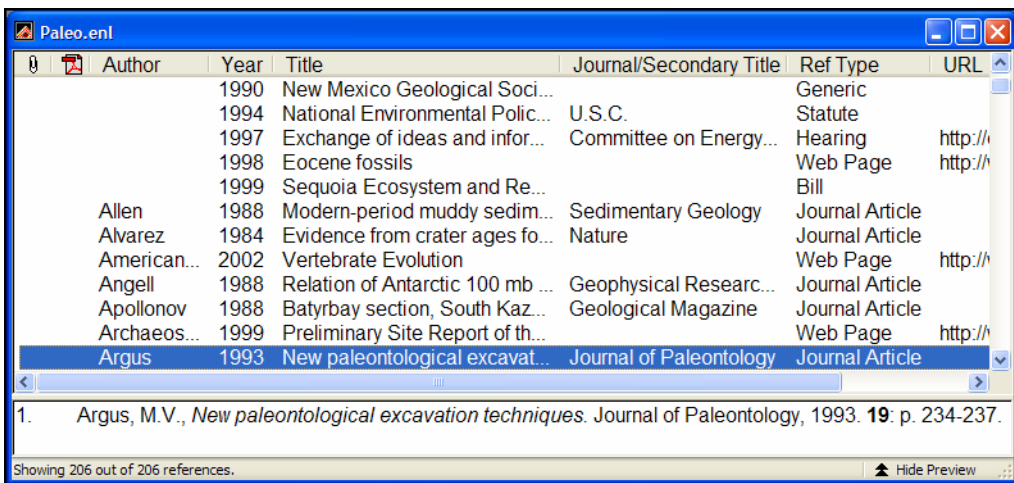 Paleo.enl
Author Year Title Journal/Secondary Title Ref Type URL
1990 New Mexico Geological Soci... Generic
1994 National Environmental Polic... U.S.C. Statute
1997 Exchange of ideas and infor... Committee on Energy... Hearing http://
1998 Eocene fossils Web Page http://
1999 Sequoia Ecosystem and Re... Bill
Allen 1988 Modern-period muddy sedim... Sedimentary Geology Journal Article
Alvarez 1984 Evidence from crater ages fo... Nature Journal Article
American... 2002 Vertebrate Evolution Web Page http://
Angell 1988 Relation of Antarctic 100 mb ... Geophysical Researc... Journal Article
Apollonov 1988 Batyrbay section, South Kaz... Geological Magazine Journal Article
Archaeos... 1999 Preliminary Site Report of th... Web Page http://
Argus 1993 New paleontological excavat... Journal of Paleontology Journal Article
1. Argus, M.V., New paleontological excavation techniques. Journal of Paleontology, 1993. 19: p. 234-237.
Showing 206 out of 206 references. Hide Preview